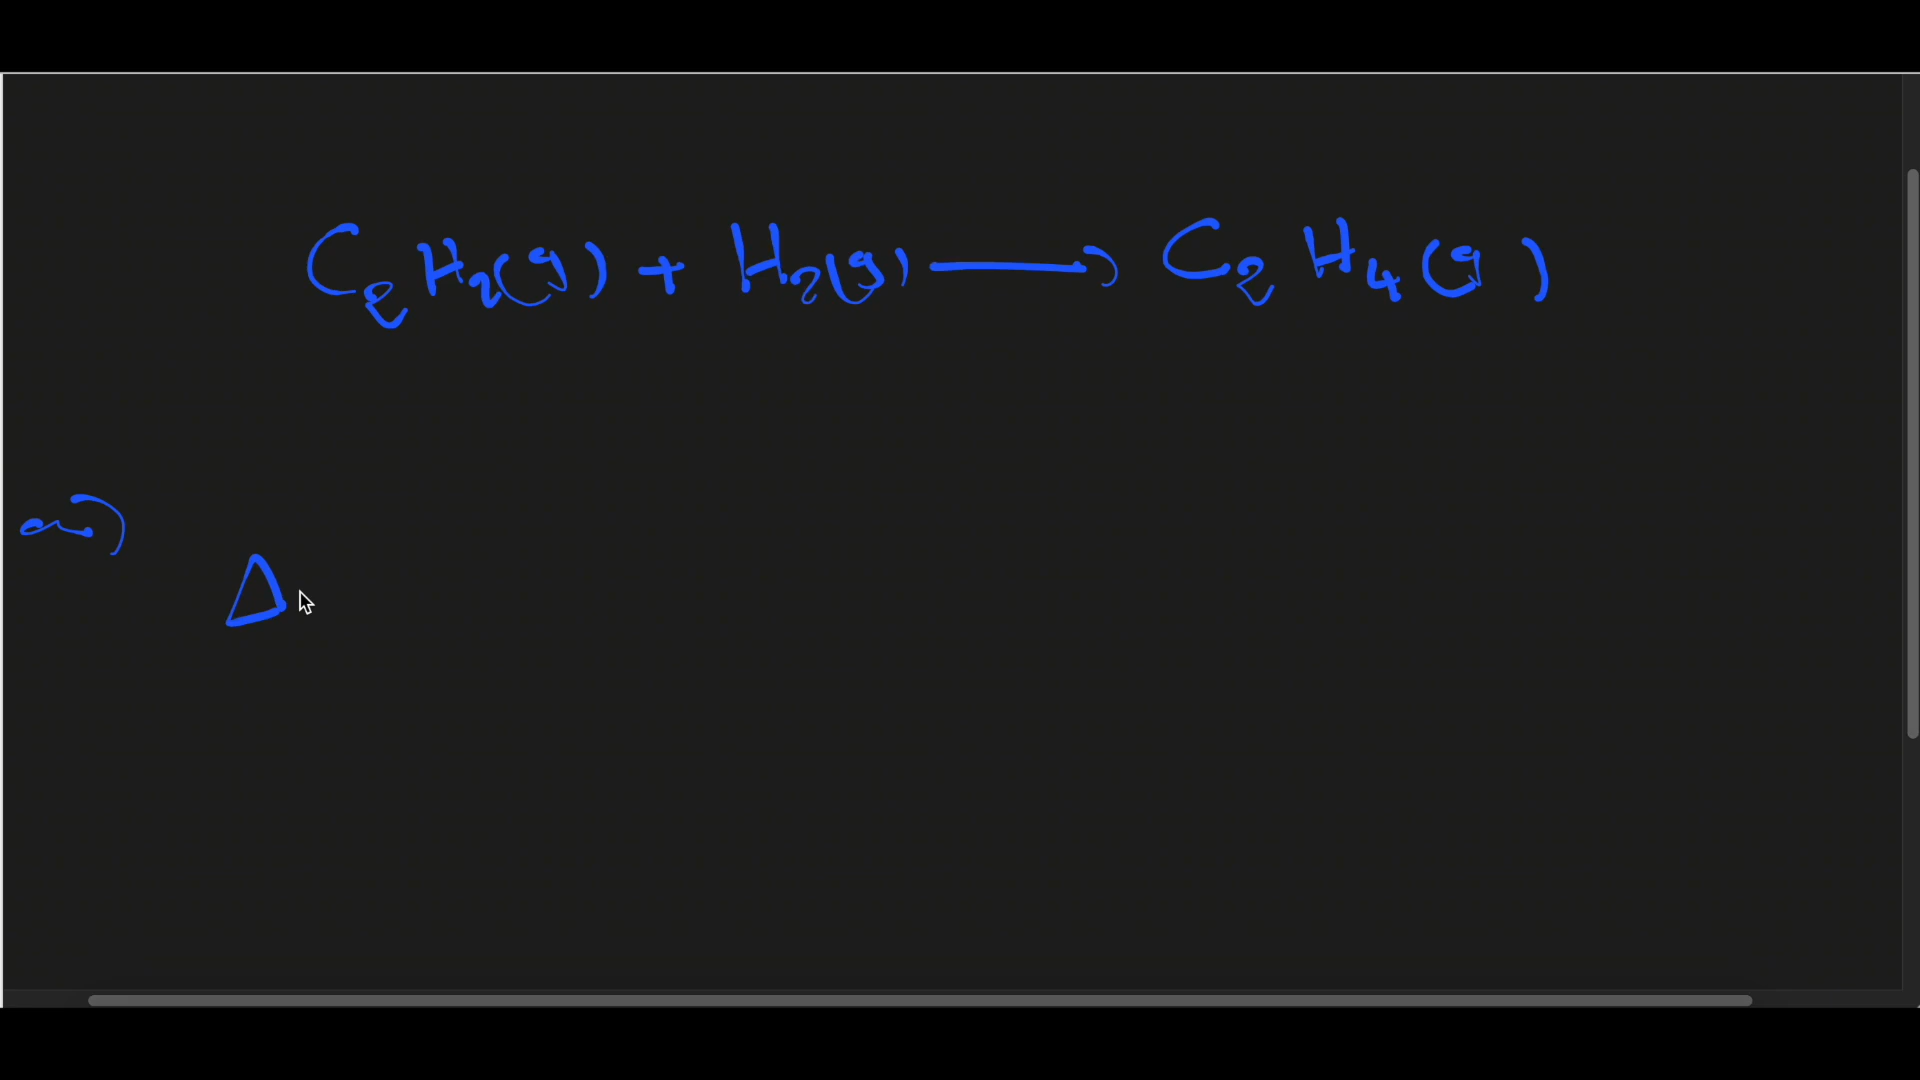 C₂H₂(g) + H₂(g) → C₂H₄(g)
a)
Δ